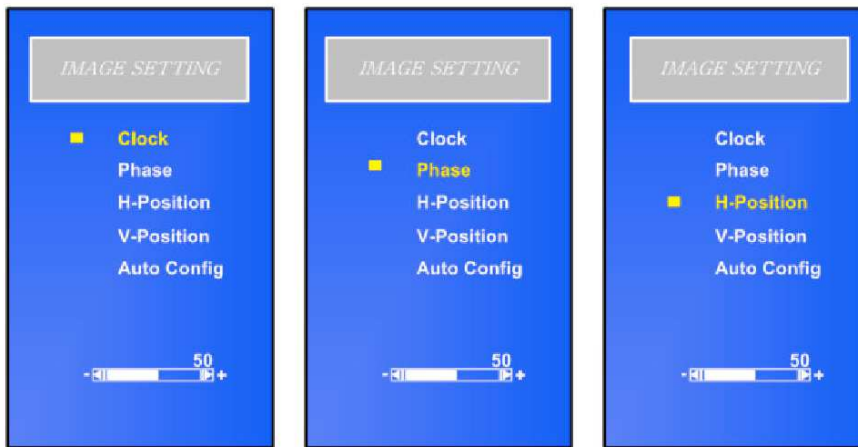 IMAGE SETTING
Clock
Phase
H-Position
V-Position
Auto Config
50
- +
IMAGE SETTING
Clock
Phase
H-Position
V-Position
Auto Config
50
- +
IMAGE SETTING
Clock
Phase
H-Position
V-Position
Auto Config
50
- +